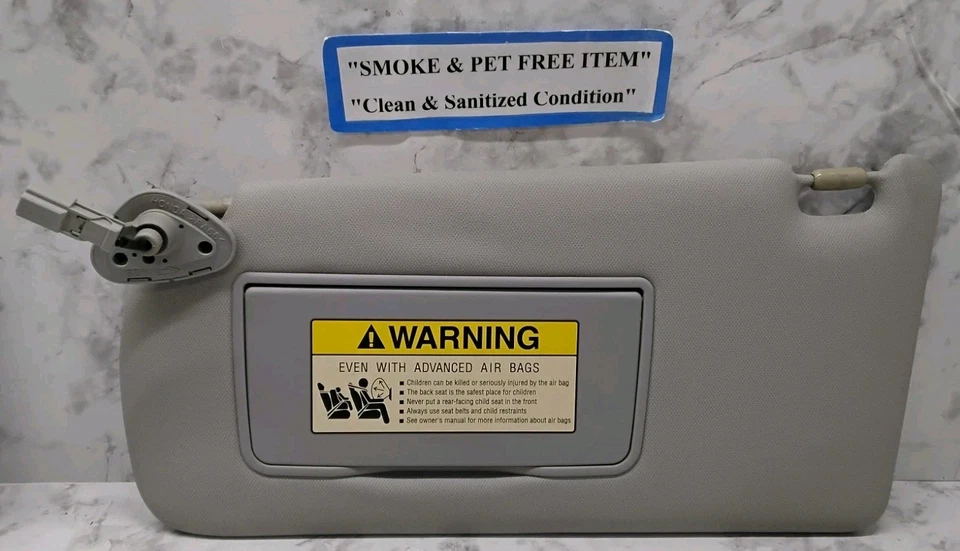 "SMOKE & PET FREE ITEM"
"Clean & Sanitized Condition"
HONDA
WARNING
EVEN WITH ADVANCED AIR BAGS
■ Children can be killed or seriously injured by the air bag
■ The back seat is the safest place for children
■ Never put a rear-facing child seat in the front
■ Always use seat belts and child restraints
■ See owner's manual for more information about air bags